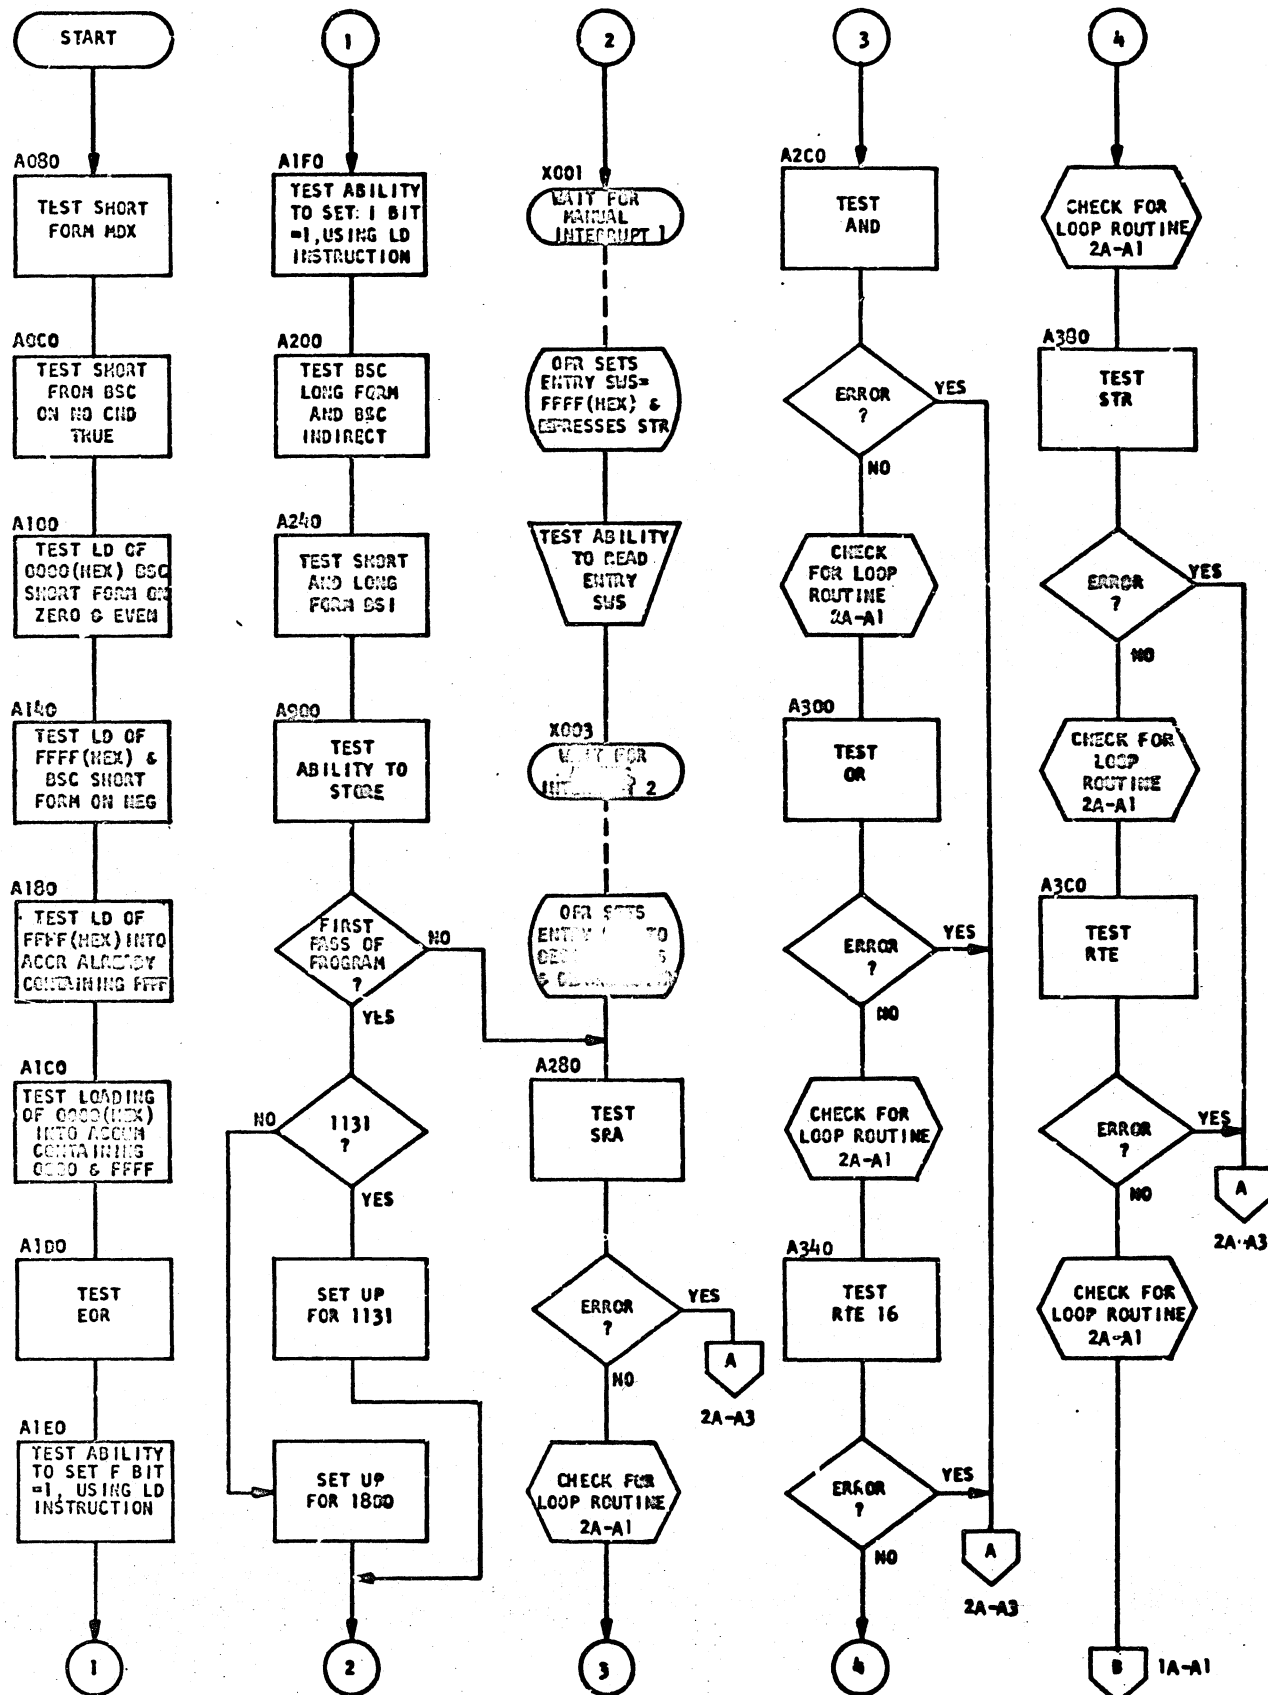 START
A080
TEST SHORT
FORM MDX
A0C0
TEST SHORT
FROM BSC
ON NO CND
TRUE
A100
TEST LD OF
0000(HEX) BSC
SHORT FORM ON
ZERO & EVEN
A140
TEST LD OF
FFFF(HEX) &
BSC SHORT
FORM ON NEG
A180
TEST LD OF
FFFF(HEX)INTO
ACCR ALREADY
CONTAINING FFFF
A1C0
TEST LOADING
OF 0000(HEX)
INTO ACCUM
CONTAINING
0000 & FFFF
A1D0
TEST
EOR
A1E0
TEST ABILITY
TO SET F BIT
=1, USING LD
INSTRUCTION
1
1
A1F0
TEST ABILITY
TO SET: I BIT
=1,USING LD
INSTRUCTION
A200
TEST BSC
LONG FORM
AND BSC
INDIRECT
A240
TEST SHORT
AND LONG
FORM BSI
A900
TEST
ABILITY TO
STORE
FIRST
PASS OF
PROGRAM
?
NO
YES
1131
?
NO
YES
SET UP
FOR 1131
SET UP
FOR 1800
2
2
X001
WAIT FOR
MANUAL
INTERRUPT 1
OPR SETS
ENTRY SWS=
FFFF(HEX) &
DEPRESSES STR
TEST ABILITY
TO READ
ENTRY
SWS
X003
WAIT FOR
2
OPR SETS
ENTRY TO
&
A280
TEST
SRA
ERROR
?
YES
NO
A
2A-A3
CHECK FOR
LOOP ROUTINE
2A-A1
3
3
A2C0
TEST
AND
ERROR
?
YES
NO
CHECK
FOR LOOP
ROUTINE
2A-A1
A300
TEST
OR
ERROR
?
YES
NO
CHECK FOR
LOOP ROUTINE
2A-A1
A340
TEST
RTE 16
ERROR
?
YES
NO
A
2A-A3
4
4
CHECK FOR
LOOP ROUTINE
2A-A1
A380
TEST
STR
ERROR
?
YES
NO
CHECK FOR
LOOP
ROUTINE
2A-A1
A3C0
TEST
RTE
ERROR
?
YES
NO
A
2A-A3
CHECK FOR
LOOP ROUTINE
2A-A1
B
1A-A1